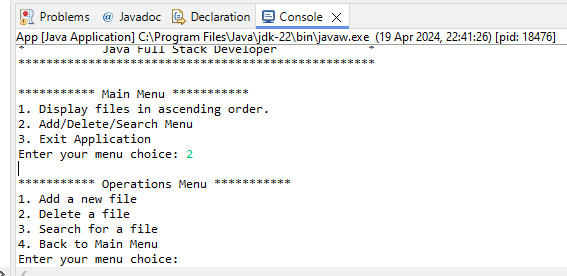 Problems @ Javadoc Declaration Console
App [Java Application] C:\Program Files\Java\jdk-22\bin\javaw.exe (19 Apr 2024, 22:41:26) [pid: 18476]
* Java Full Stack Developer *
**************************************************
*********** Main Menu ***********
1. Display files in ascending order.
2. Add/Delete/Search Menu
3. Exit Application
Enter your menu choice: 2
*********** Operations Menu ***********
1. Add a new file
2. Delete a file
3. Search for a file
4. Back to Main Menu
Enter your menu choice: